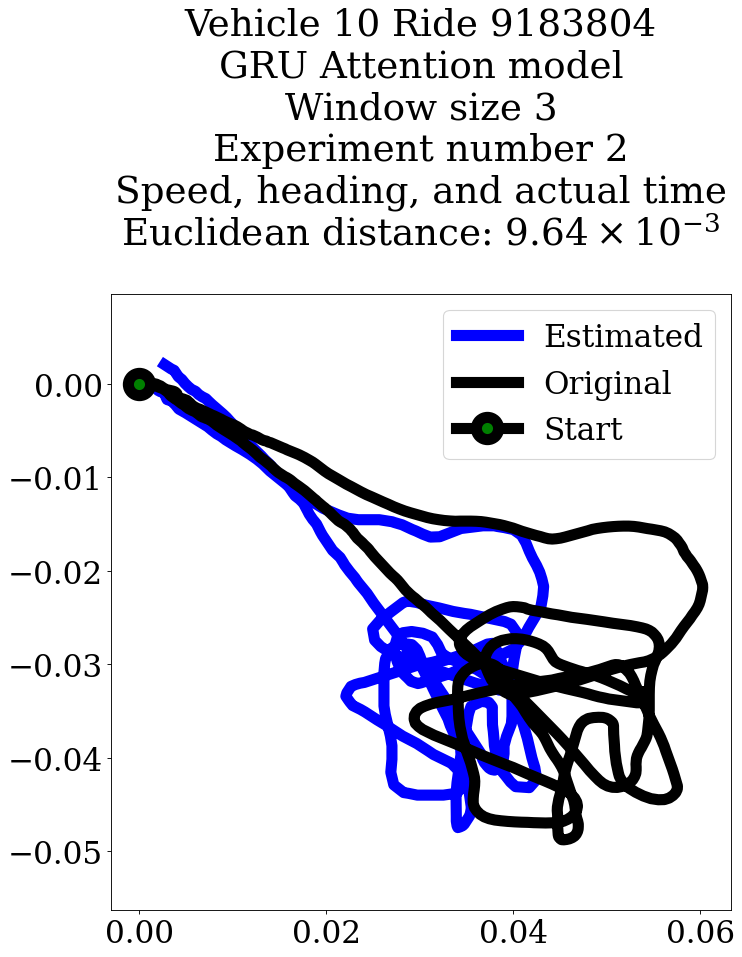 Vehicle 10 Ride 9183804
GRU Attention model
Window size 3
Experiment number 2
Speed, heading, and actual time
Euclidean distance: 9.64 × 10⁻³
Estimated
Original
Start
0.00
−0.01
−0.02
−0.03
−0.04
−0.05
0.00 0.02 0.04 0.06